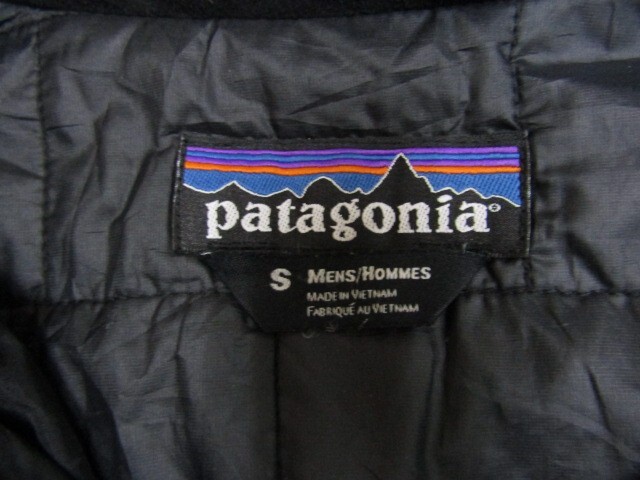 patagonia®
S MENS/HOMMES
MADE IN VIETNAM
FABRIQUÉ AU VIETNAM